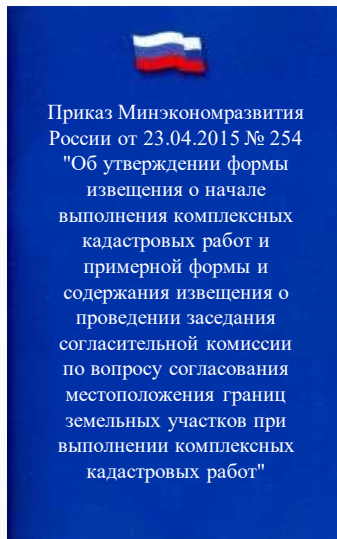 Приказ Минэкономразвития
России от 23.04.2015 № 254
"Об утверждении формы
извещения о начале
выполнения комплексных
кадастровых работ и
примерной формы и
содержания извещения о
проведении заседания
согласительной комиссии
по вопросу согласования
местоположения границ
земельных участков при
выполнении комплексных
кадастровых работ"